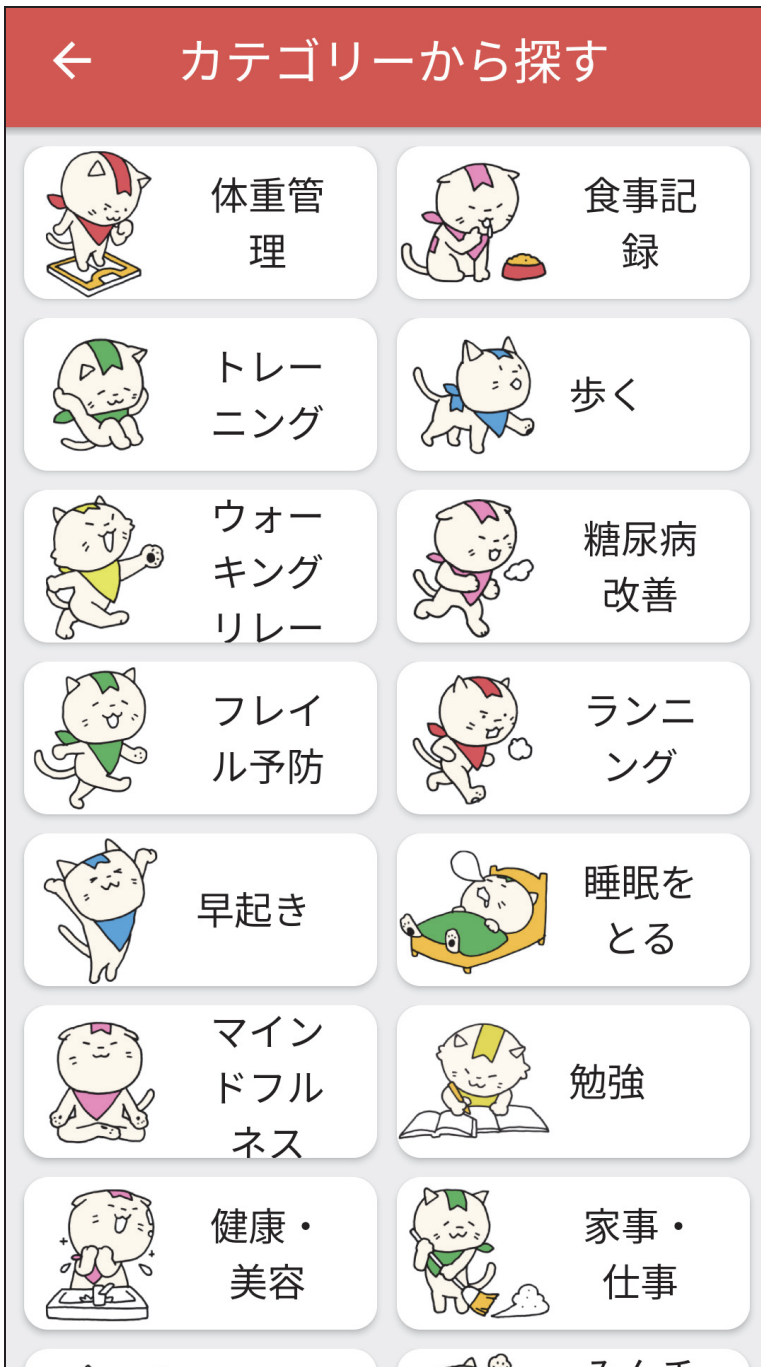 カテゴリーから探す
体重管
理
食事記
録
トレー
ニング
歩く
ウォー
キング
リレー
糖尿病
改善
フレイ
ル予防
ランニ
ング
早起き
睡眠を
とる
マイン
ドフル
ネス
勉強
健康・
美容
家事・
仕事